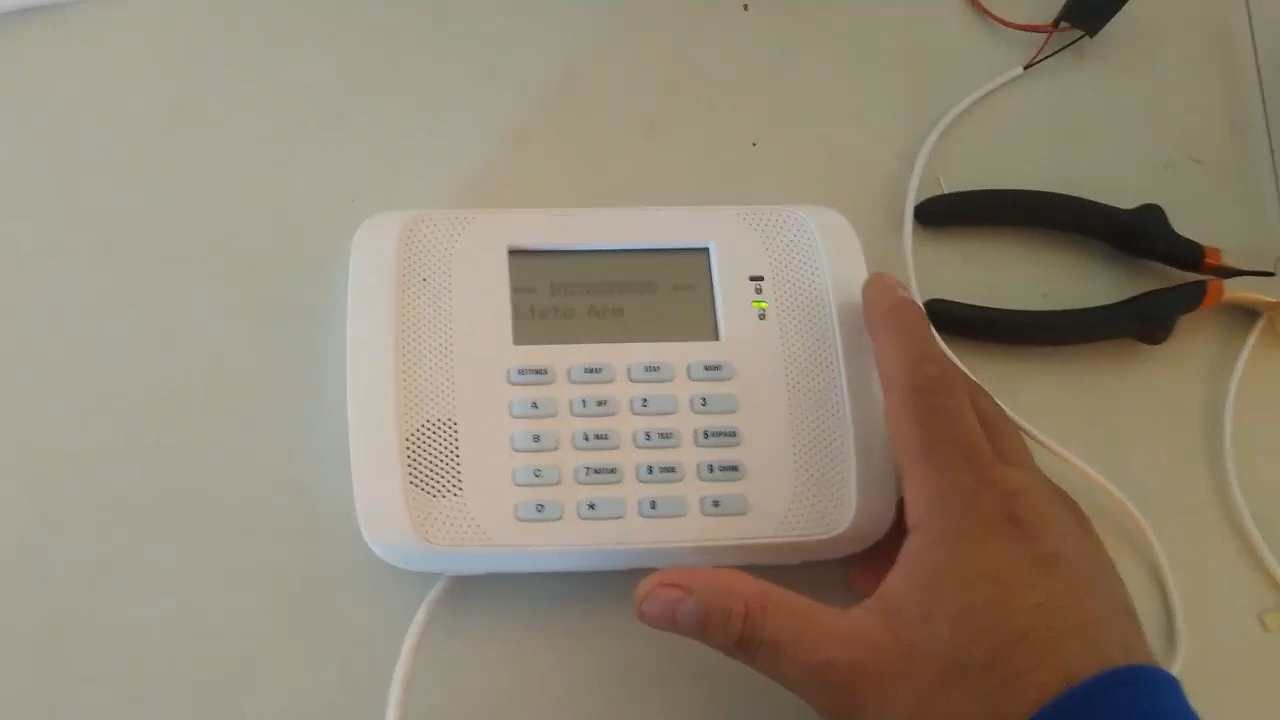 Listo Arm
SETTINGS AWAY STAY NIGHT
A 1 OFF 2 3
B 4 MAX 5 TEST 6 BYPASS
C 7 INSTANT 8 CODE 9 CHIME
D * 0 #